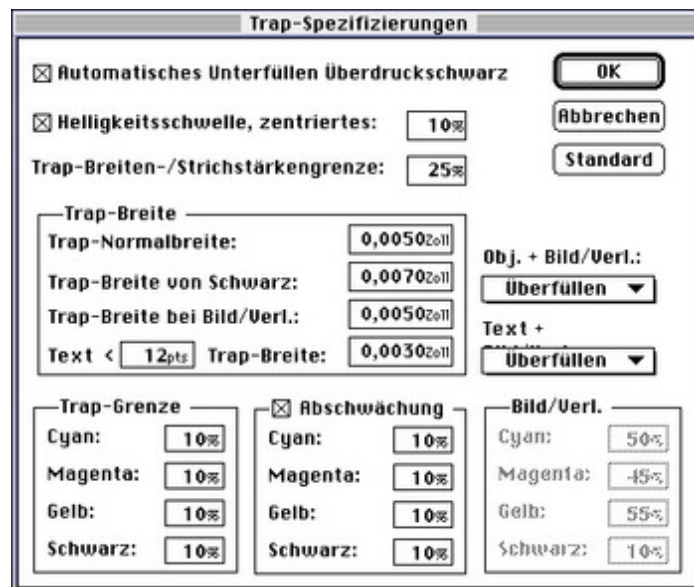 Trap-Spezifizierungen
Automatisches Unterfüllen Überdruckschwarz
OK
Helligkeitsschwelle, zentriertes: 10%
Abbrechen
Trap-Breiten-/Strichstärkengrenze: 25%
Standard
Trap-Breite
Trap-Normalbreite: 0,0050Zoll
Trap-Breite von Schwarz: 0,0070Zoll
Trap-Breite bei Bild/Verl.: 0,0050Zoll
Text < 12pts Trap-Breite: 0,0030Zoll
Obj. + Bild/Verl.:
Überfüllen
Text +
Überfüllen
Trap-Grenze
Cyan: 10%
Magenta: 10%
Gelb: 10%
Schwarz: 10%
Abschwächung
Cyan: 10%
Magenta: 10%
Gelb: 10%
Schwarz: 10%
Bild/Verl.
Cyan: 50%
Magenta: 45%
Gelb: 55%
Schwarz: 10%